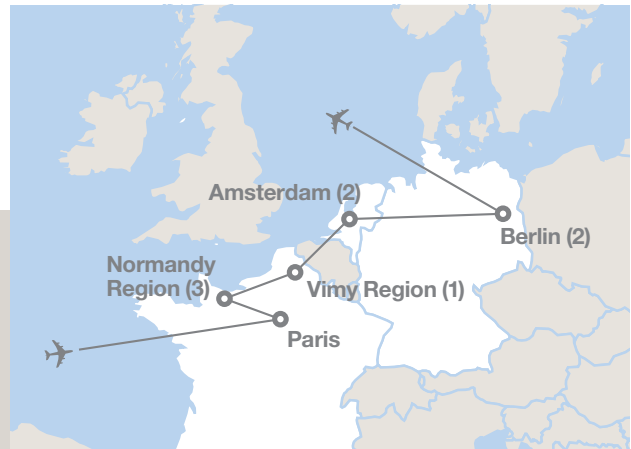 Amsterdam (2)
Berlin (2)
Normandy
Region (3)
Vimy Region (1)
Paris